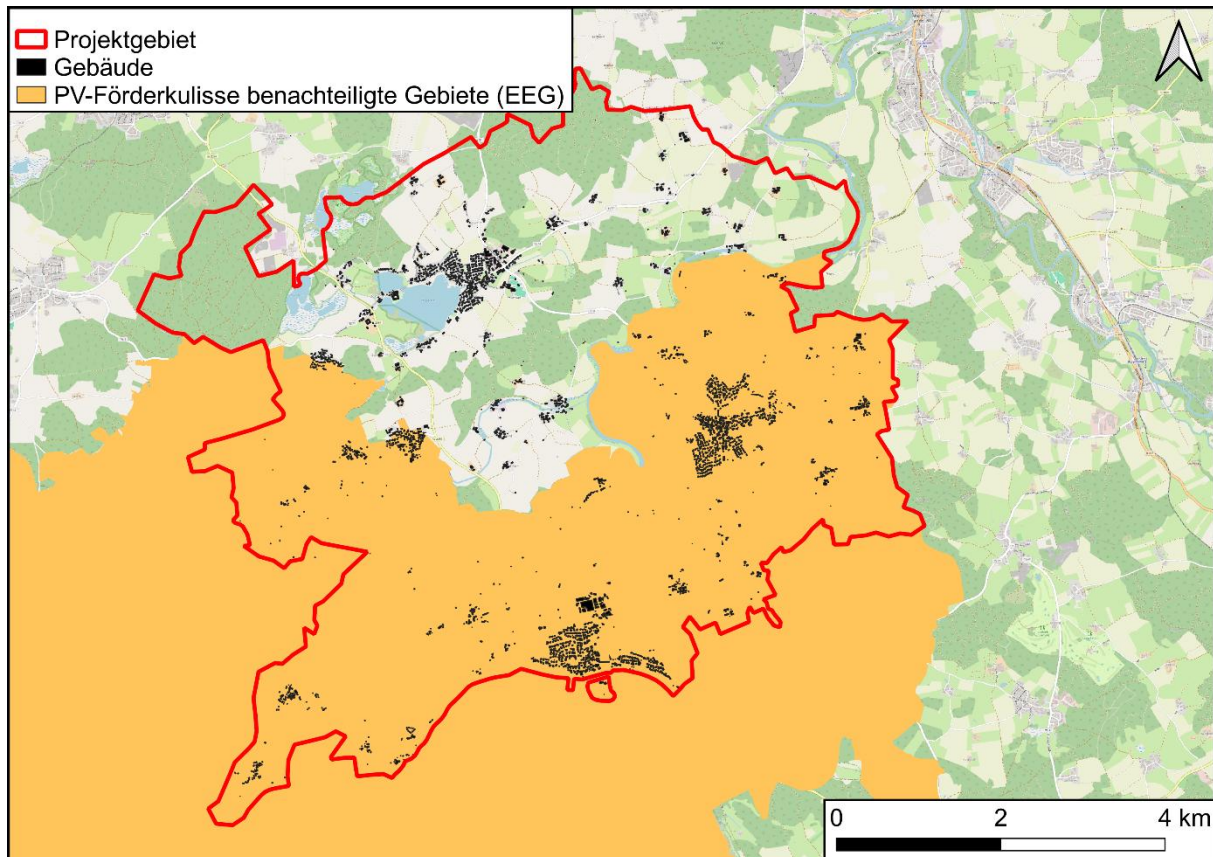 Projektgebiet
Gebäude
PV-Förderkulisse benachteiligte Gebiete (EEG)
0 2 4 km